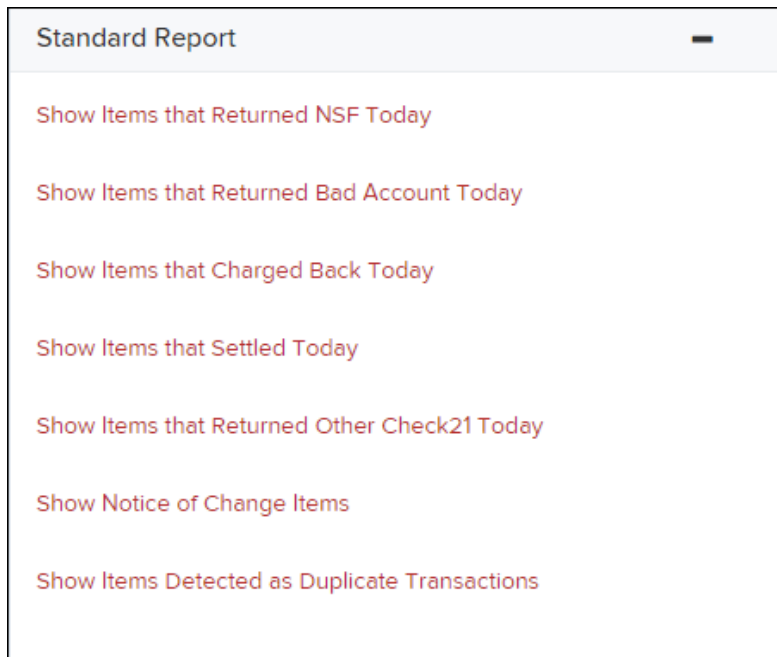 Standard Report
Show Items that Returned NSF Today
Show Items that Returned Bad Account Today
Show Items that Charged Back Today
Show Items that Settled Today
Show Items that Returned Other Check21 Today
Show Notice of Change Items
Show Items Detected as Duplicate Transactions